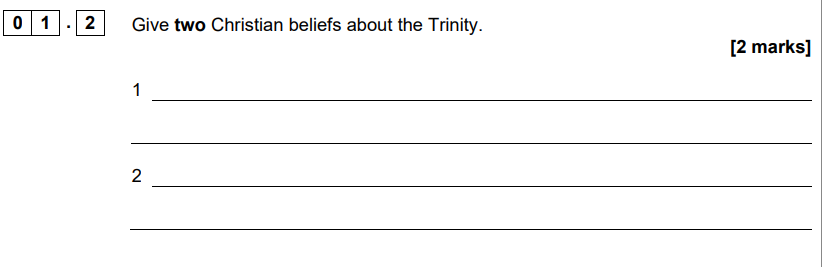 0 1 . 2 Give two Christian beliefs about the Trinity.
[2 marks]
1
2